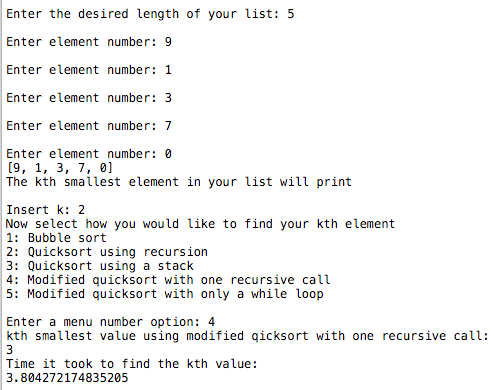 Enter the desired length of your list: 5
Enter element number: 9
Enter element number: 1
Enter element number: 3
Enter element number: 7
Enter element number: 0
[9, 1, 3, 7, 0]
The kth smallest element in your list will print
Insert k: 2
Now select how you would like to find your kth element
1: Bubble sort
2: Quicksort using recursion
3: Quicksort using a stack
4: Modified quicksort with one recursive call
5: Modified quicksort with only a while loop
Enter a menu number option: 4
kth smallest value using modified qicksort with one recursive call:
3
Time it took to find the kth value:
3.804272174835205